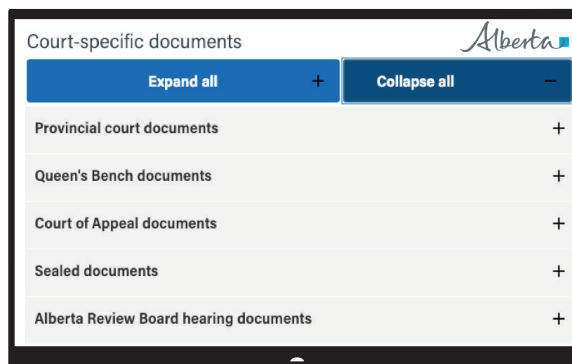 Court-specific documents
Alberta
Expand all +
Collapse all −
Provincial court documents +
Queen's Bench documents +
Court of Appeal documents +
Sealed documents +
Alberta Review Board hearing documents +